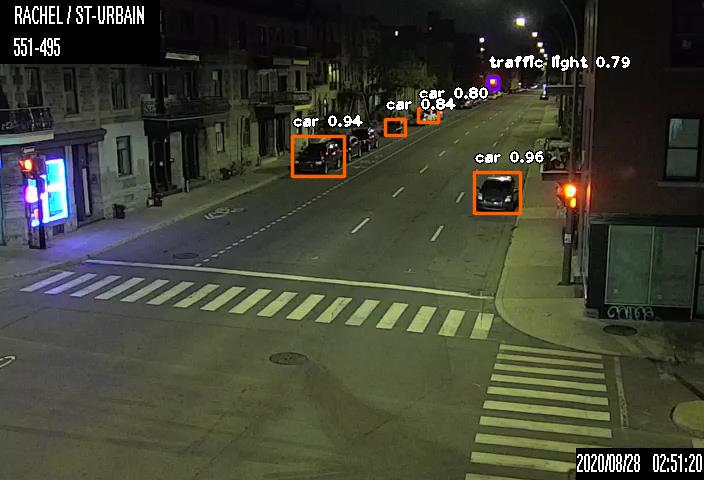 RACHEL / ST-URBAIN
551-495
traffic light 0.79
car 0.80
car 0.84
car 0.94
car 0.96
2020/08/28 02:51:20